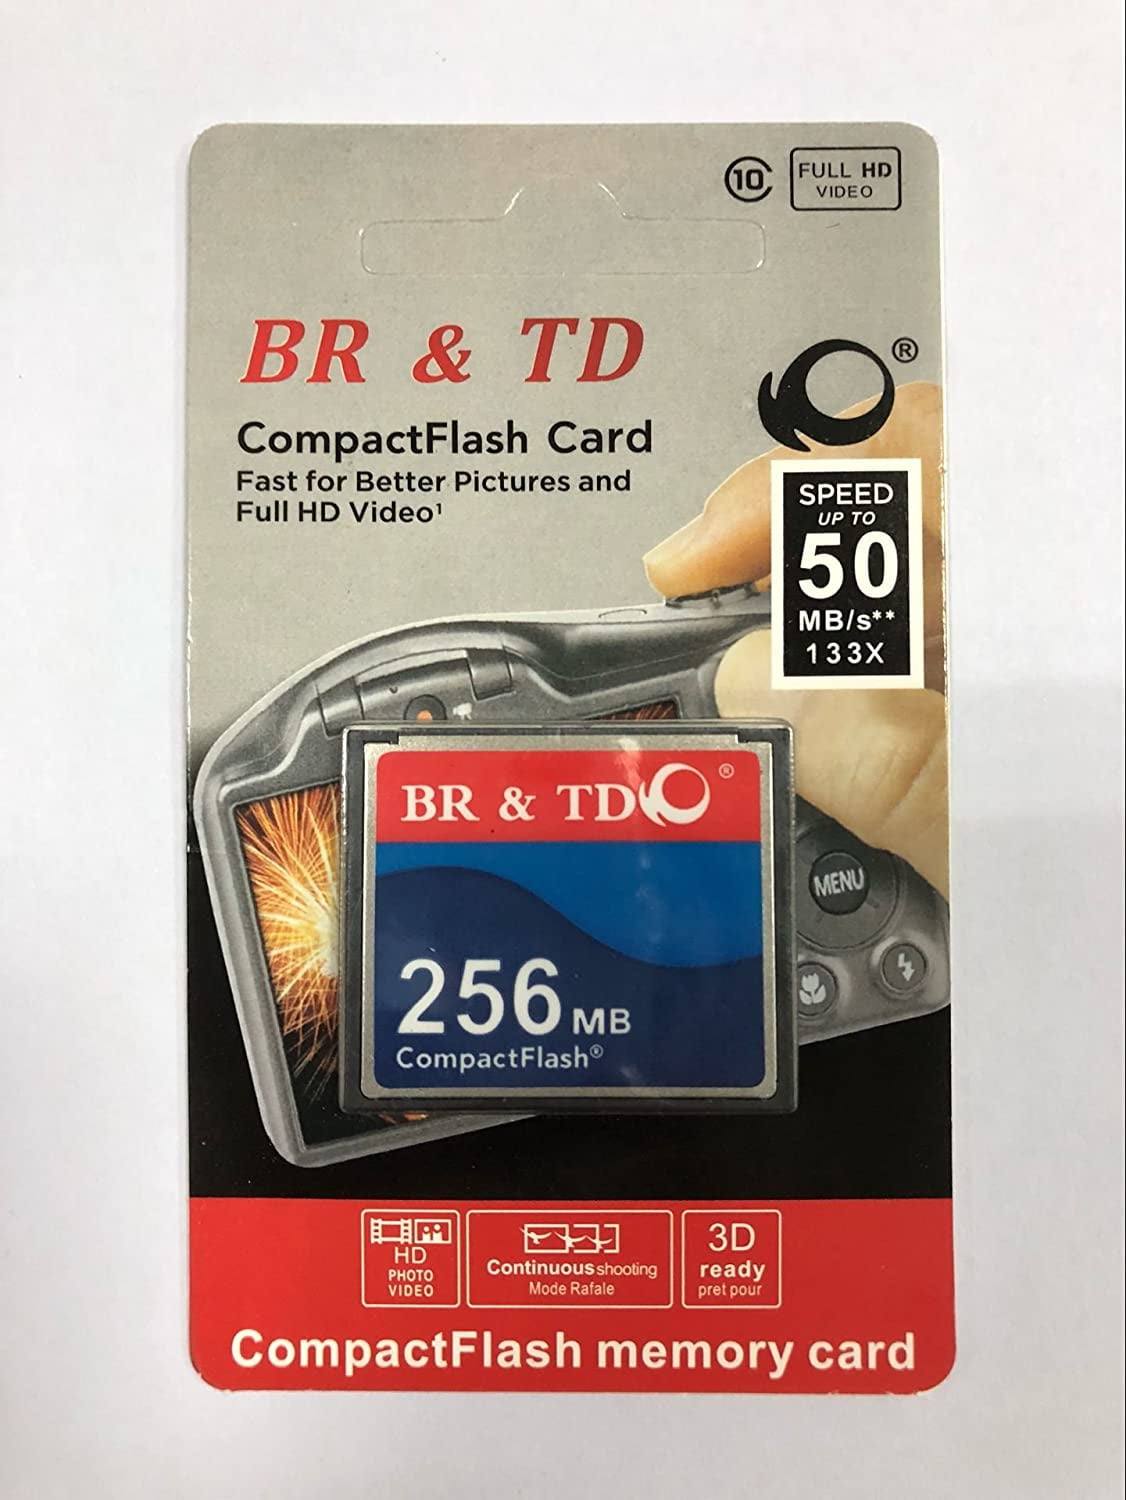 10
FULL HD
VIDEO
BR & TD
®
CompactFlash Card
Fast for Better Pictures and
Full HD Video¹
SPEED
UP TO
50
MB/s**
133X
BR & TD ®
MENU
256 MB
CompactFlash®
HD
PHOTO
VIDEO
Continuous shooting
Mode Rafale
3D
ready
pret pour
CompactFlash memory card